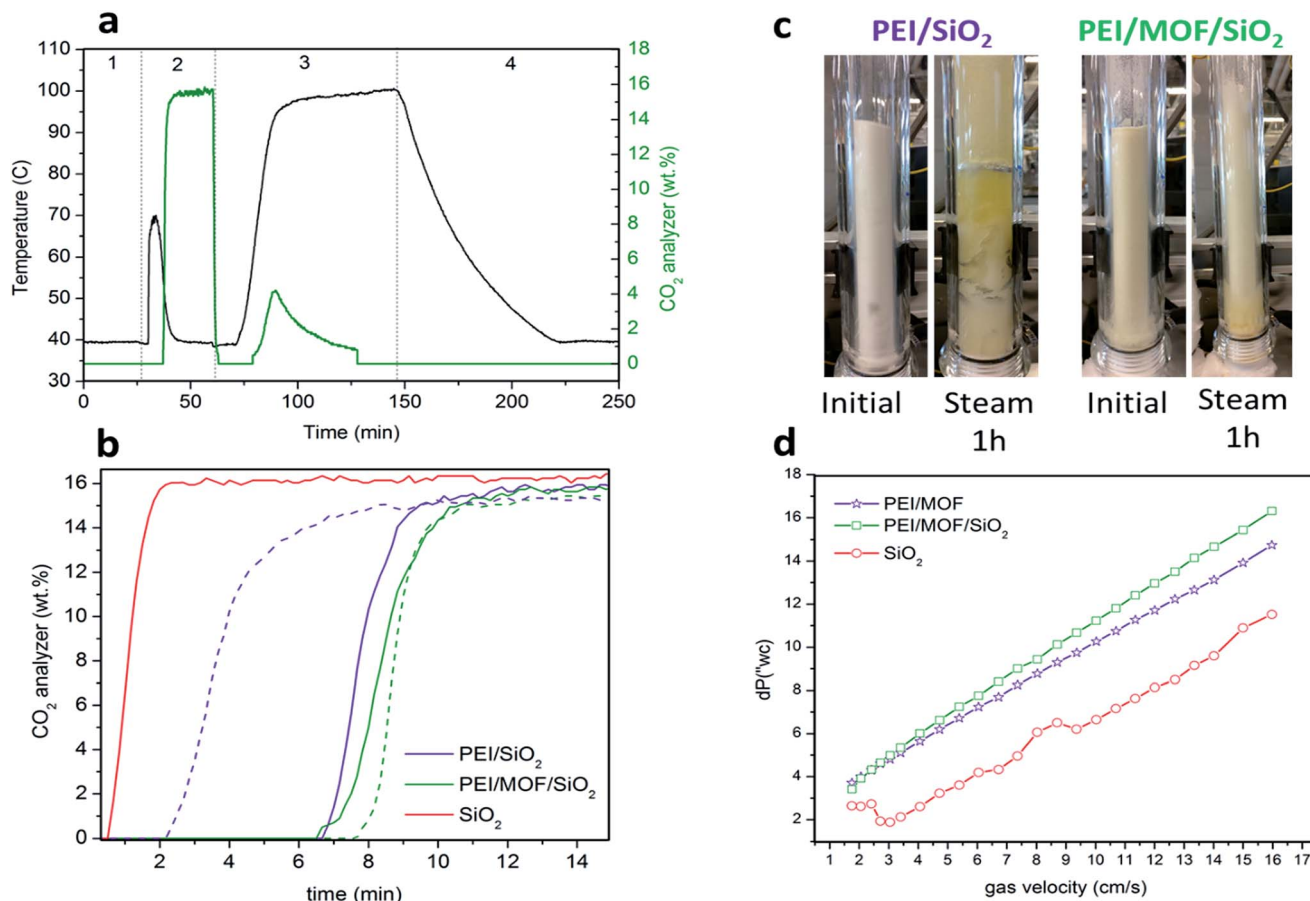 a
110
100
90
80
70
60
50
40
30
Temperature (C)
1
2
3
4
18
16
14
12
10
8
6
4
2
0
CO₂ analyzer (wt.%)
0
50
100
150
200
250
Time (min)
b
16
14
12
10
8
6
4
2
0
CO₂ analyzer (wt.%)
PEI/SiO₂
PEI/MOF/SiO₂
SiO₂
2
4
6
8
10
12
14
time (min)
c
PEI/SiO₂
PEI/MOF/SiO₂
Initial
Steam
1h
Initial
Steam
1h
d
18
16
14
12
10
8
6
4
2
dP("wc)
PEI/MOF
PEI/MOF/SiO₂
SiO₂
1
2
3
4
5
6
7
8
9
10
11
12
13
14
15
16
17
gas velocity (cm/s)